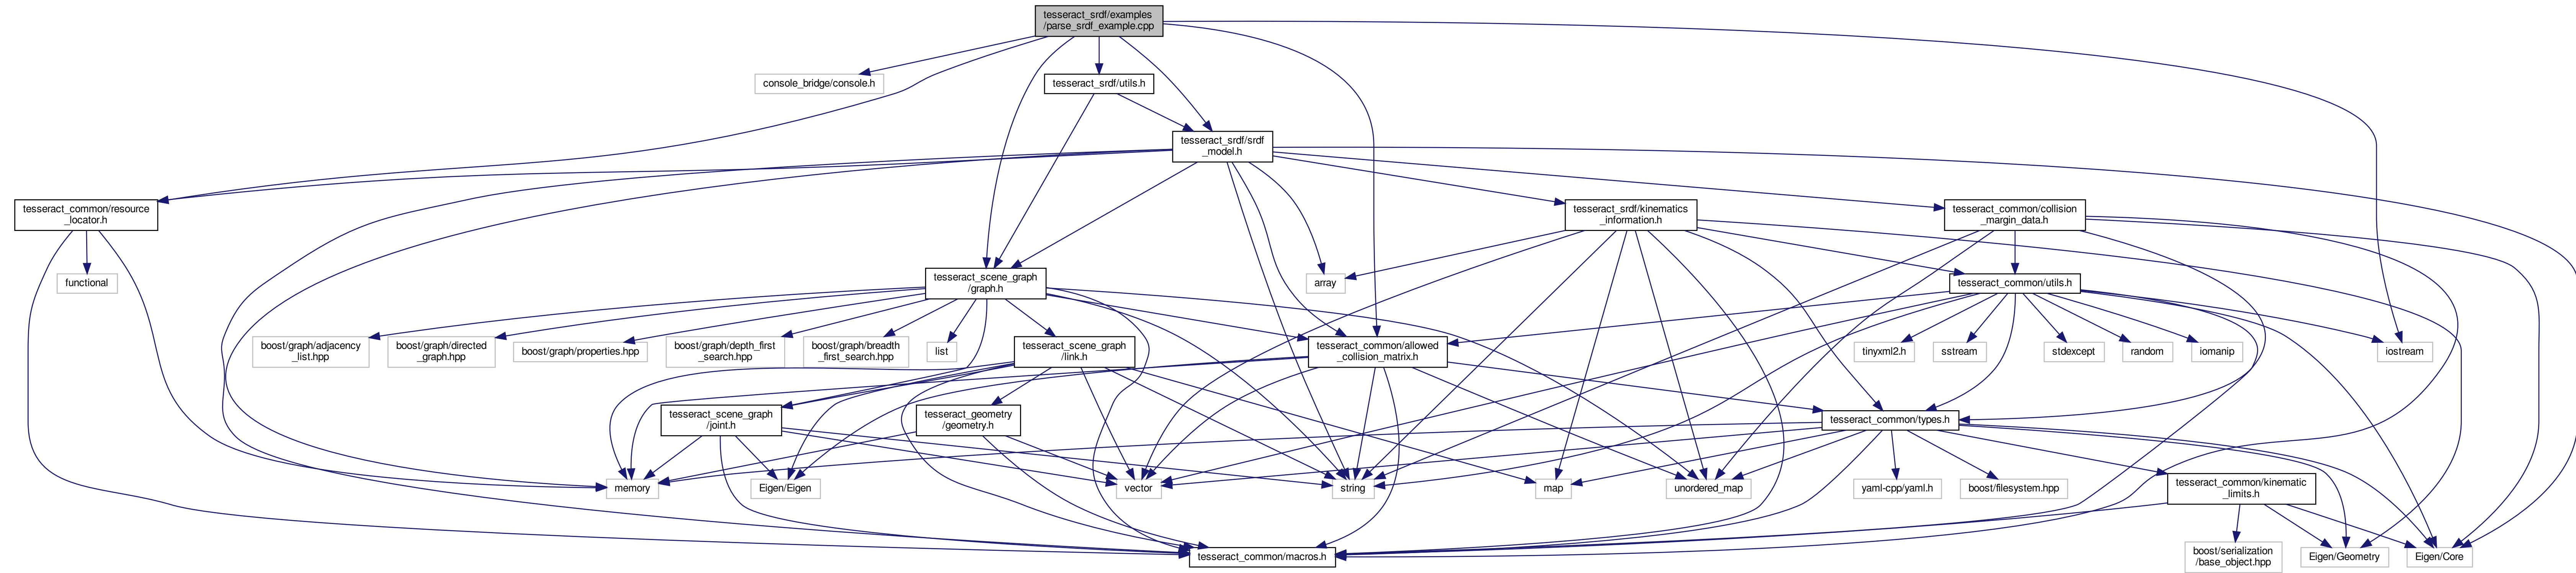 tesseract_srdf/examples
/parse_srdf_example.cpp
console_bridge/console.h
tesseract_srdf/utils.h
tesseract_srdf/srdf
_model.h
tesseract_common/resource
_locator.h
tesseract_srdf/kinematics
_information.h
tesseract_common/collision
_margin_data.h
functional
tesseract_scene_graph
/graph.h
array
tesseract_common/utils.h
boost/graph/adjacency
_list.hpp
boost/graph/directed
_graph.hpp
boost/graph/properties.hpp
boost/graph/depth_first
_search.hpp
boost/graph/breadth
_first_search.hpp
list
tesseract_scene_graph
/link.h
tesseract_common/allowed
_collision_matrix.h
tinyxml2.h
sstream
stdexcept
random
iomanip
iostream
tesseract_scene_graph
/joint.h
tesseract_geometry
/geometry.h
tesseract_common/types.h
memory
Eigen/Eigen
vector
string
map
unordered_map
yaml-cpp/yaml.h
boost/filesystem.hpp
tesseract_common/kinematic
_limits.h
tesseract_common/macros.h
boost/serialization
/base_object.hpp
Eigen/Geometry
Eigen/Core